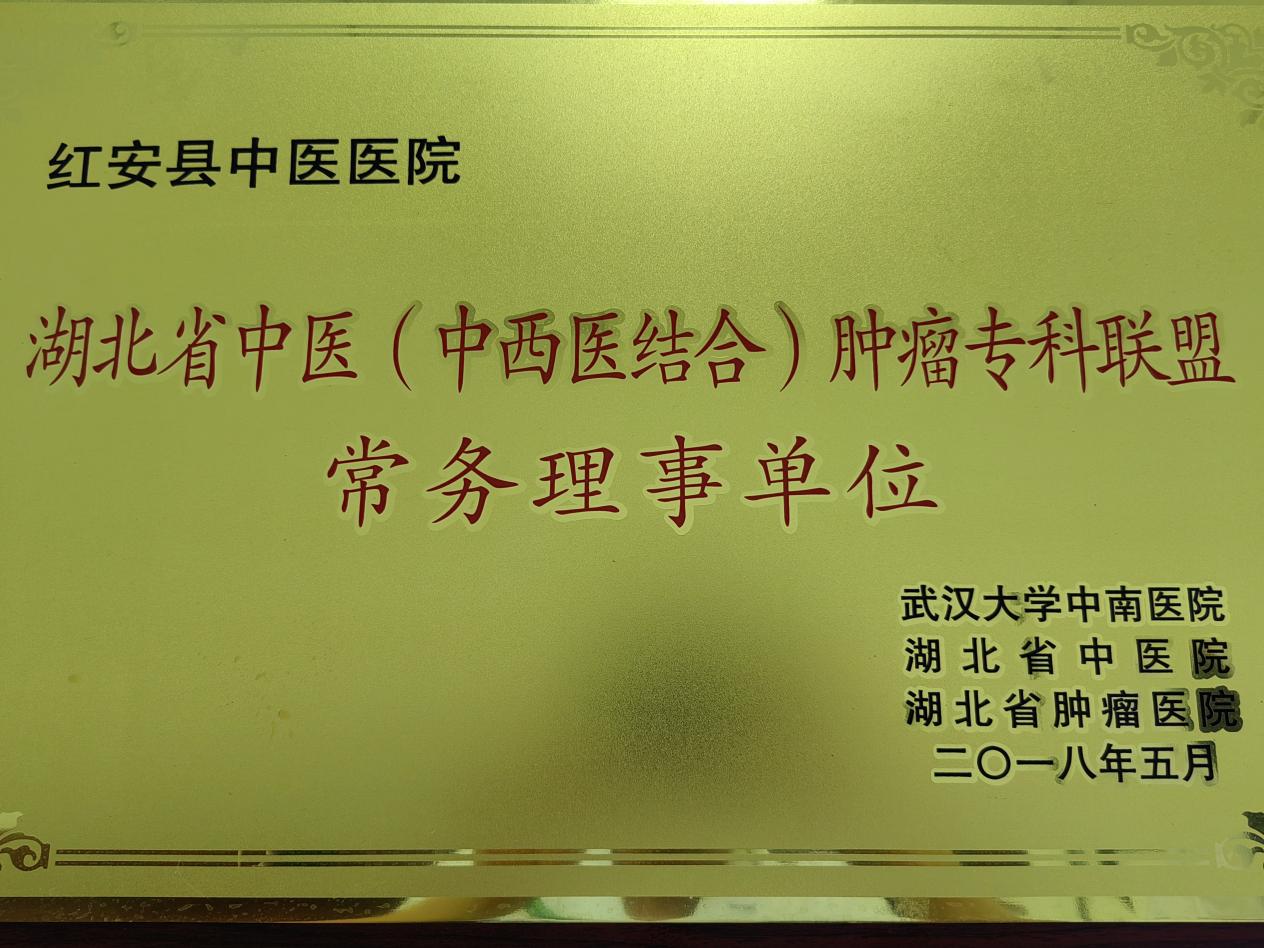 红安县中医医院
湖北省中医（中西医结合）肿瘤专科联盟
常务理事单位
武汉大学中南医院
湖北省中医院
湖北省肿瘤医院
二〇一八年五月